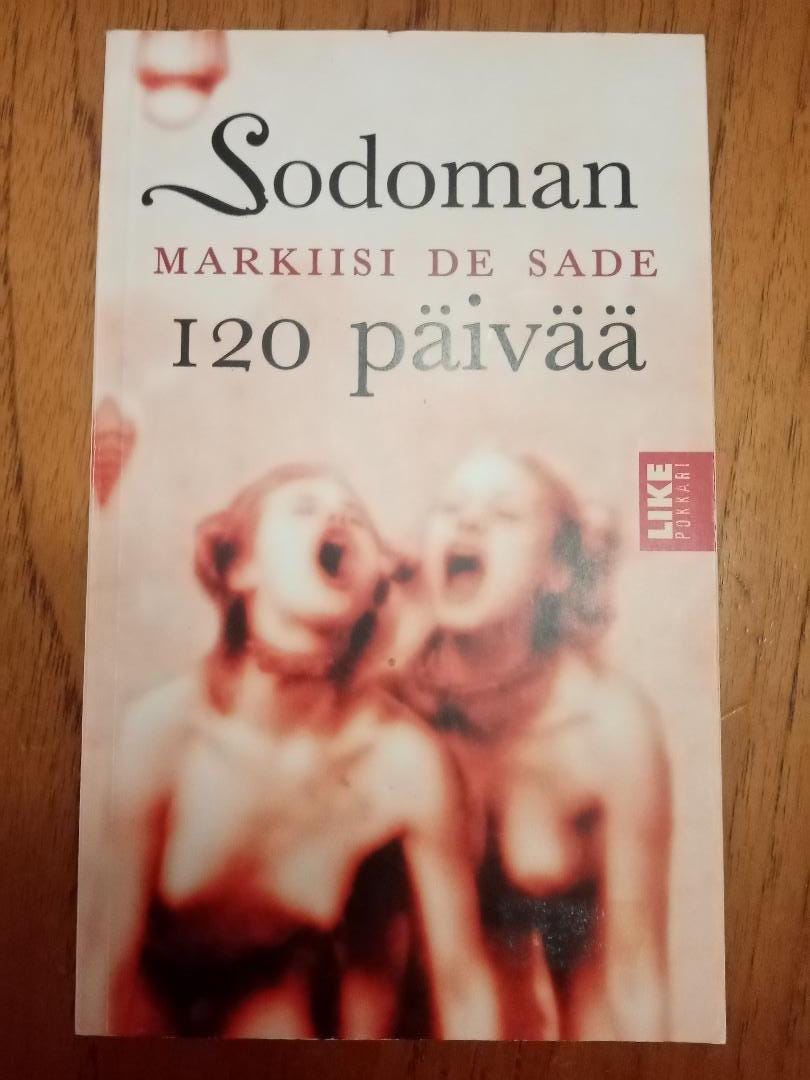 Sodoman
MARKIISI DE SADE
120 päivää
LIKE
POKKARI